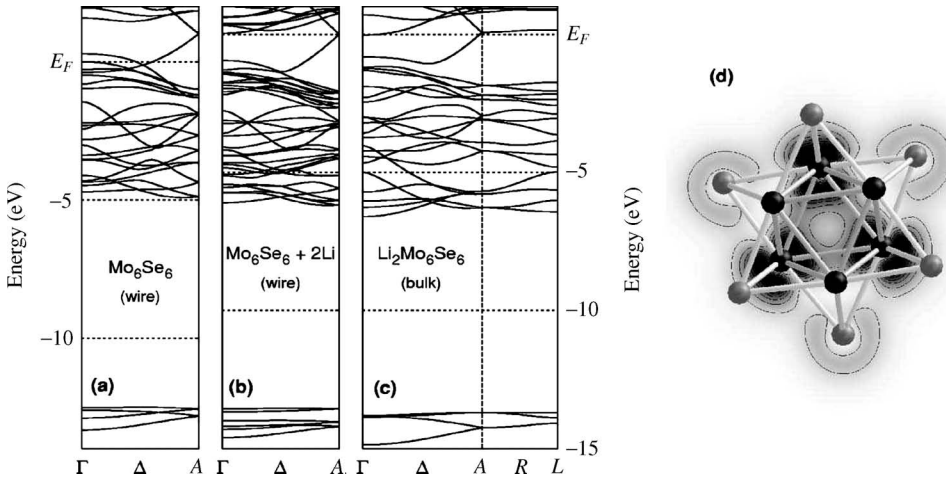 E_F
−5
−10
Energy (eV)
Mo₆Se₆
(wire)
(a)
Γ Δ A
Mo₆Se₆ + 2Li
(wire)
(b)
Γ Δ A
Li₂Mo₆Se₆
(bulk)
(c)
Γ Δ A R L
E_F
−5
−10
−15
Energy (eV)
(d)